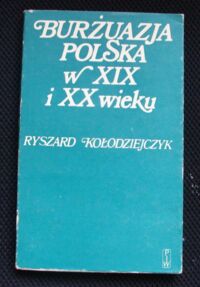 BURŻUAZJA
POLSKA
w XIX
i XX wieku
RYSZARD KOŁODZIEJCZYK